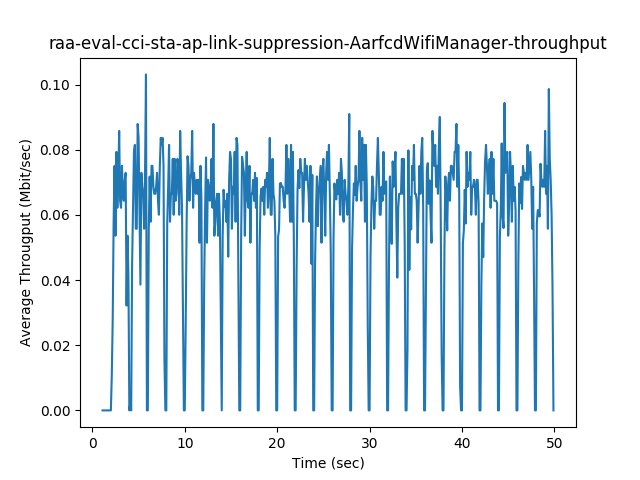 raa-eval-cci-sta-ap-link-suppression-AarfcdWifiManager-throughput
0.10
0.08
0.06
0.04
0.02
0.00
Average Througput (Mbit/sec)
0 10 20 30 40 50
Time (sec)